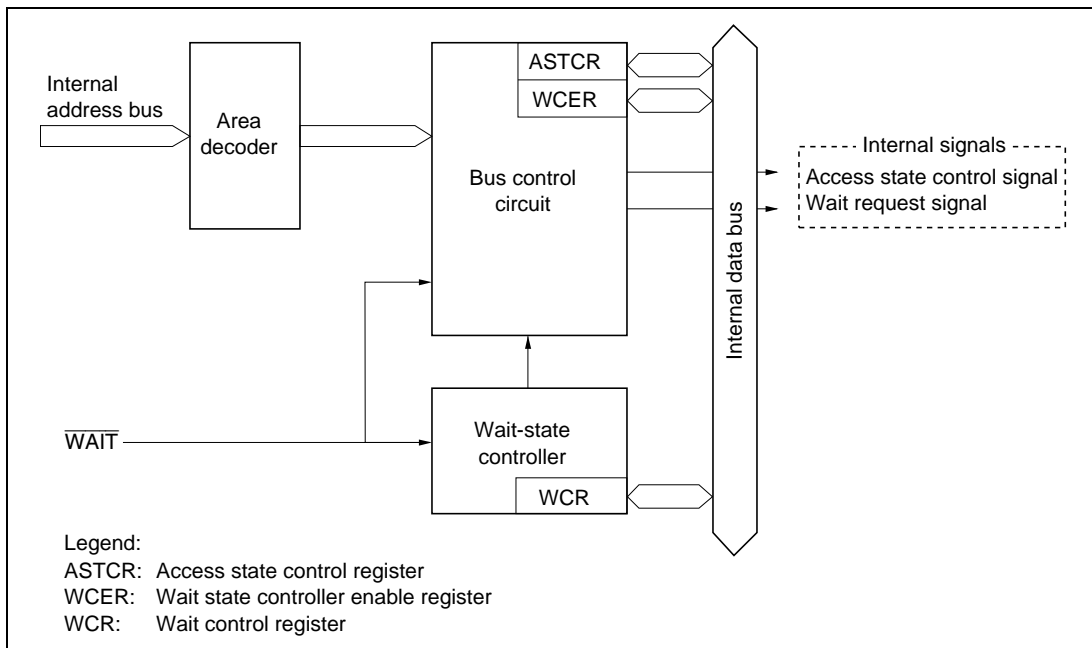 Internal
address bus
Area
decoder
ASTCR
WCER
Bus control
circuit
Internal data bus
Internal signals
Access state control signal
Wait request signal
WAIT
Wait-state
controller
WCR
Legend:
ASTCR: Access state control register
WCER: Wait state controller enable register
WCR: Wait control register